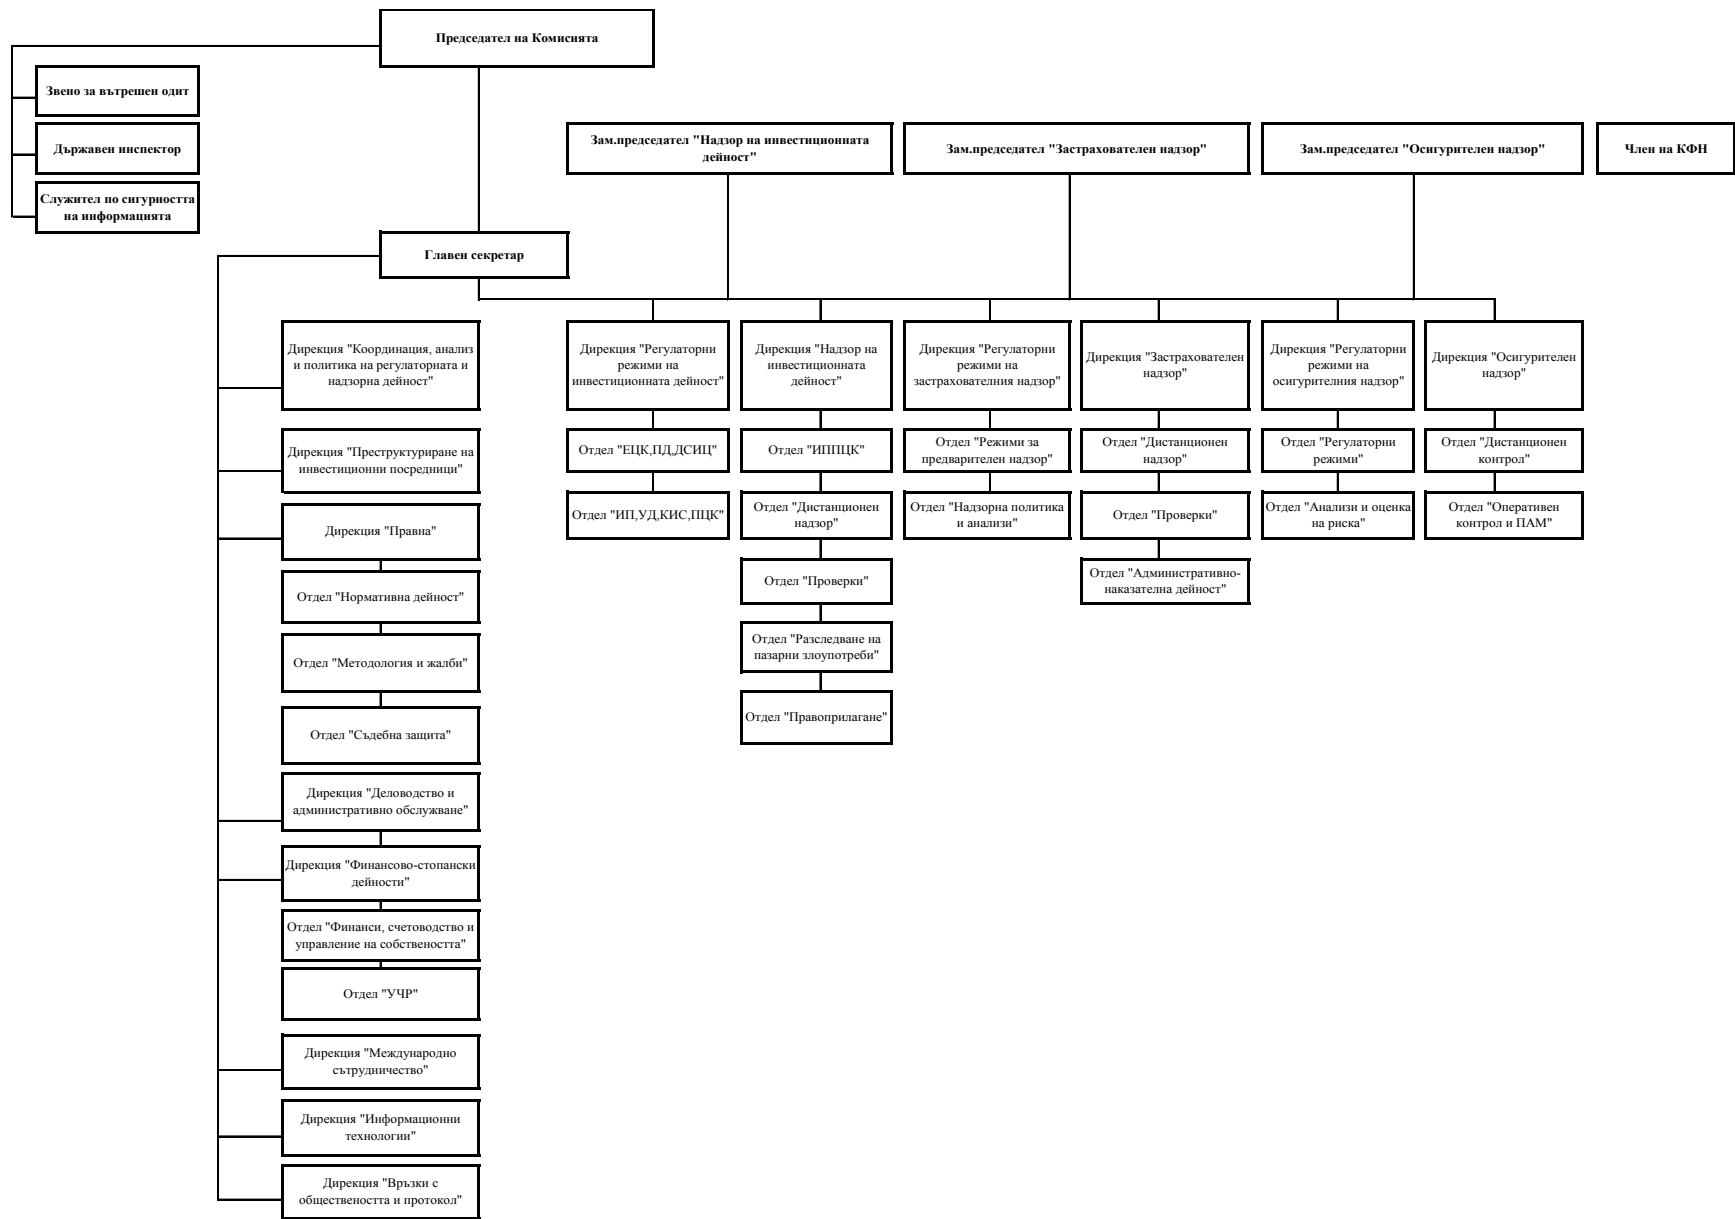 Председател на Комисията
Звено за вътрешен одит
Държавен инспектор
Служител по сигурността
на информацията
Зам.председател "Надзор на инвестиционната
дейност"
Зам.председател "Застрахователен надзор"
Зам.председател "Осигурителен надзор"
Член на КФН
Главен секретар
Дирекция "Координация, анализ
и политика на регулаторната и
надзорна дейност"
Дирекция "Преструктуриране на
инвестиционни посредници"
Дирекция "Правна"
Отдел "Нормативна дейност"
Отдел "Методология и жалби"
Отдел "Съдебна защита"
Дирекция "Деловодство и
административно обслужване"
Дирекция "Финансово-стопански
дейности"
Отдел "Финанси, счетоводство и
управление на собствеността"
Отдел "УЧР"
Дирекция "Международно
сътрудничество"
Дирекция "Информационни
технологии"
Дирекция "Връзки с
обществеността и протокол"
Дирекция "Регулаторни
режими на
инвестиционната дейност"
Отдел "ЕЦК,ПД,ДСИЦ"
Отдел "ИП,УД,КИС,ПЦК"
Дирекция "Надзор на
инвестиционната
дейност"
Отдел "ИППЦК"
Отдел "Дистанционен
надзор"
Отдел "Проверки"
Отдел "Разследване на
пазарни злоупотреби"
Отдел "Правоприлагане"
Дирекция "Регулаторни
режими на
застрахователния надзор"
Отдел "Режими за
предварителен надзор"
Отдел "Надзорна политика
и анализи"
Дирекция "Застрахователен
надзор"
Отдел "Дистанционен
надзор"
Отдел "Проверки"
Отдел "Административно-
наказателна дейност"
Дирекция "Регулаторни
режими на
осигурителния надзор"
Отдел "Регулаторни
режими"
Отдел "Анализи и оценка
на риска"
Дирекция "Осигурителен
надзор"
Отдел "Дистанционен
контрол"
Отдел "Оперативен
контрол и ПАМ"